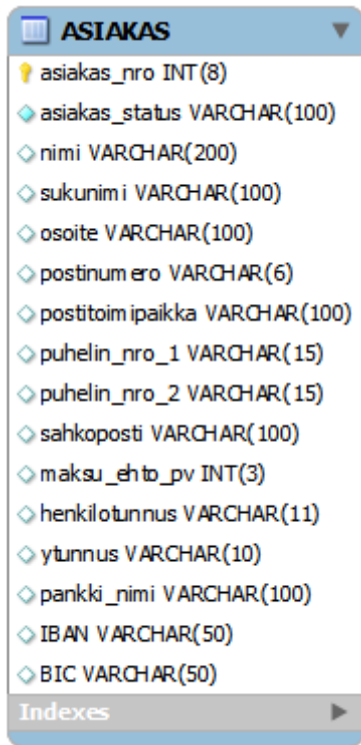 ASIAKAS
asiakas_nro INT(8)
asiakas_status VARCHAR(100)
nimi VARCHAR(200)
sukunimi VARCHAR(100)
osoite VARCHAR(100)
postinumero VARCHAR(6)
postitoimipaikka VARCHAR(100)
puhelin_nro_1 VARCHAR(15)
puhelin_nro_2 VARCHAR(15)
sahkoposti VARCHAR(100)
maksu_ehto_pv INT(3)
henkilotunnus VARCHAR(11)
ytunnus VARCHAR(10)
pankki_nimi VARCHAR(100)
IBAN VARCHAR(50)
BIC VARCHAR(50)
Indexes